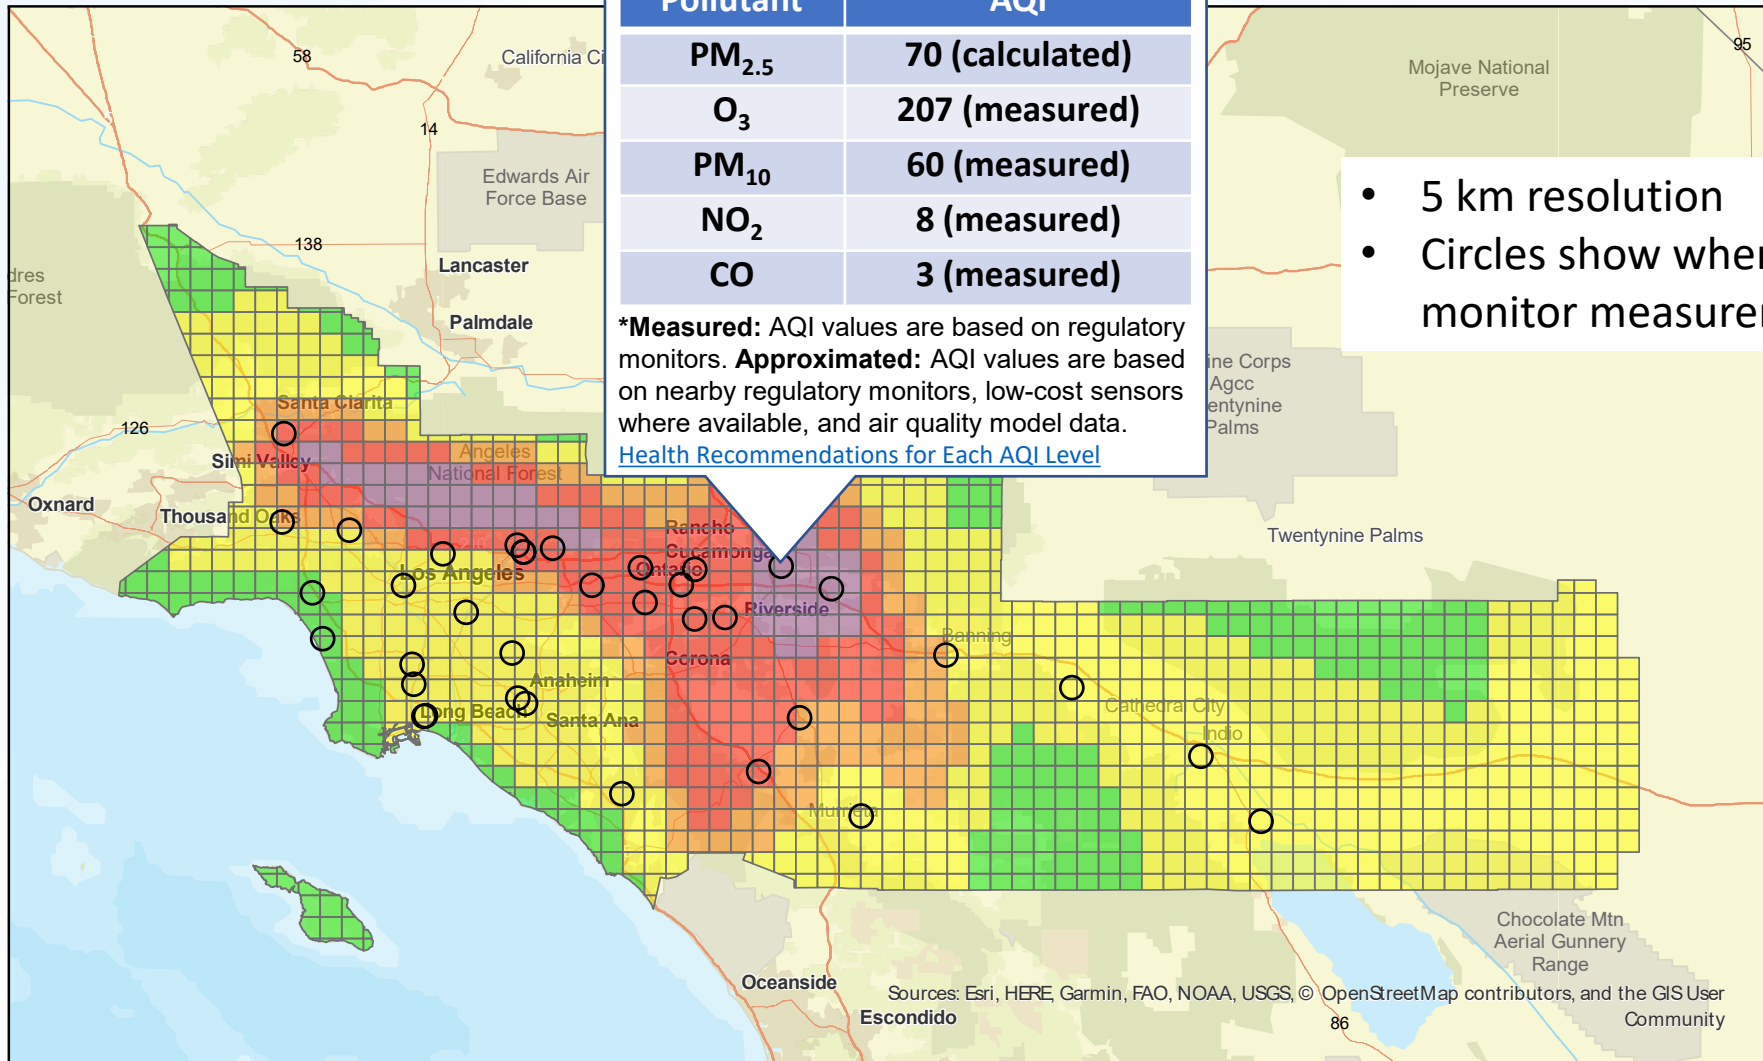 Pollutant AQI
PM2.5 70 (calculated)
O3 207 (measured)
PM10 60 (measured)
NO2 8 (measured)
CO 3 (measured)
*Measured: AQI values are based on regulatory
monitors. Approximated: AQI values are based
on nearby regulatory monitors, low-cost sensors
where available, and air quality model data.
Health Recommendations for Each AQI Level
• 5 km resolution
• Circles show
monitor
58
California
95
Mojave National
Preserve
14
Edwards Air
Force Base
138
Lancaster
Forest
Palmdale
Corps
Agcc
Palms
126
Santa Clarita
Simi Valley
Angeles
National Forest
Oxnard
Thousand Oaks
Rancho
Cucamonga
Ontario
Twentynine Palms
Los Angeles
Riverside
Banning
Corona
Anaheim
Long Beach
Santa Ana
Cathedral City
Indio
Murrieta
Chocolate Mtn
Aerial Gunnery
Range
Oceanside
Escondido
86
Sources: Esri, HERE, Garmin, FAO, NOAA, USGS, © OpenStreetMap contributors, and the GIS User
Community